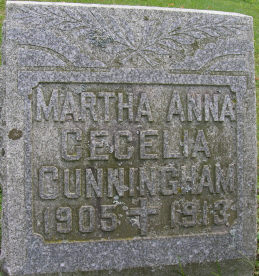 MARTHA ANNA
CECELIA
CUNNINGHAM
1905 ✝ 1913